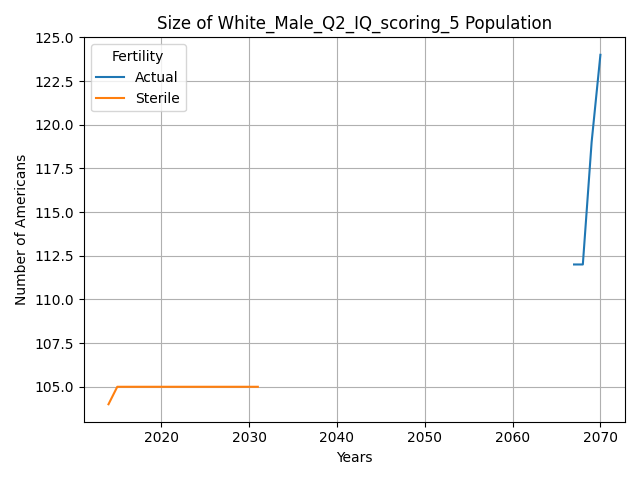 Size of White_Male_Q2_IQ_scoring_5 Population
125.0
122.5
120.0
117.5
115.0
112.5
110.0
107.5
105.0
Number of Americans
Fertility
Actual
Sterile
2020 2030 2040 2050 2060 2070
Years